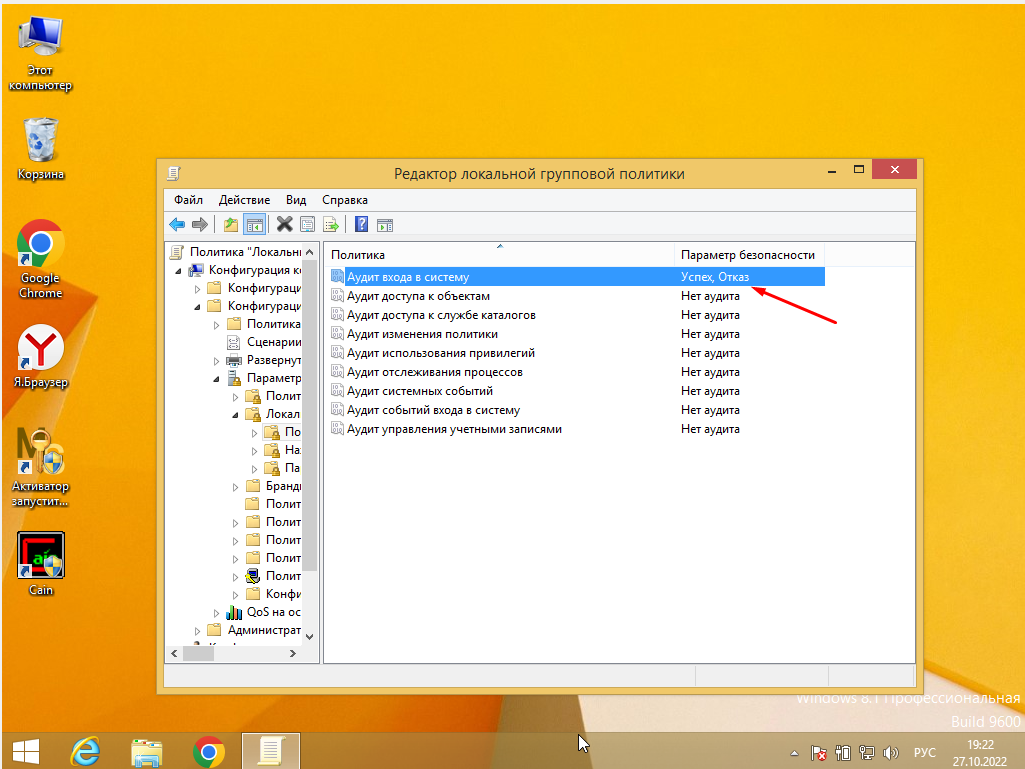 Этот
компьютер
Корзина
Google
Chrome
Я.Браузер
Активатор
запустит...
Cain
Редактор локальной групповой политики
Файл Действие Вид Справка
Политика "Локальн
Конфигурация к
Конфигураци
Конфигураци
Политика
Сценарии
Развернут
Параметр
Полит
Локал
По
На
Па
Бранд
Полит
Полит
Полит
Полит
Полит
Конфи
QoS на ос
Администрат
Политика Параметр безопасности
Аудит входа в систему Успех, Отказ
Аудит доступа к объектам Нет аудита
Аудит доступа к службе каталогов Нет аудита
Аудит изменения политики Нет аудита
Аудит использования привилегий Нет аудита
Аудит отслеживания процессов Нет аудита
Аудит системных событий Нет аудита
Аудит событий входа в систему Нет аудита
Аудит управления учетными записями Нет аудита
Windows 8.1 Профессиональная
Build 9600
РУС
19:22
27.10.2022